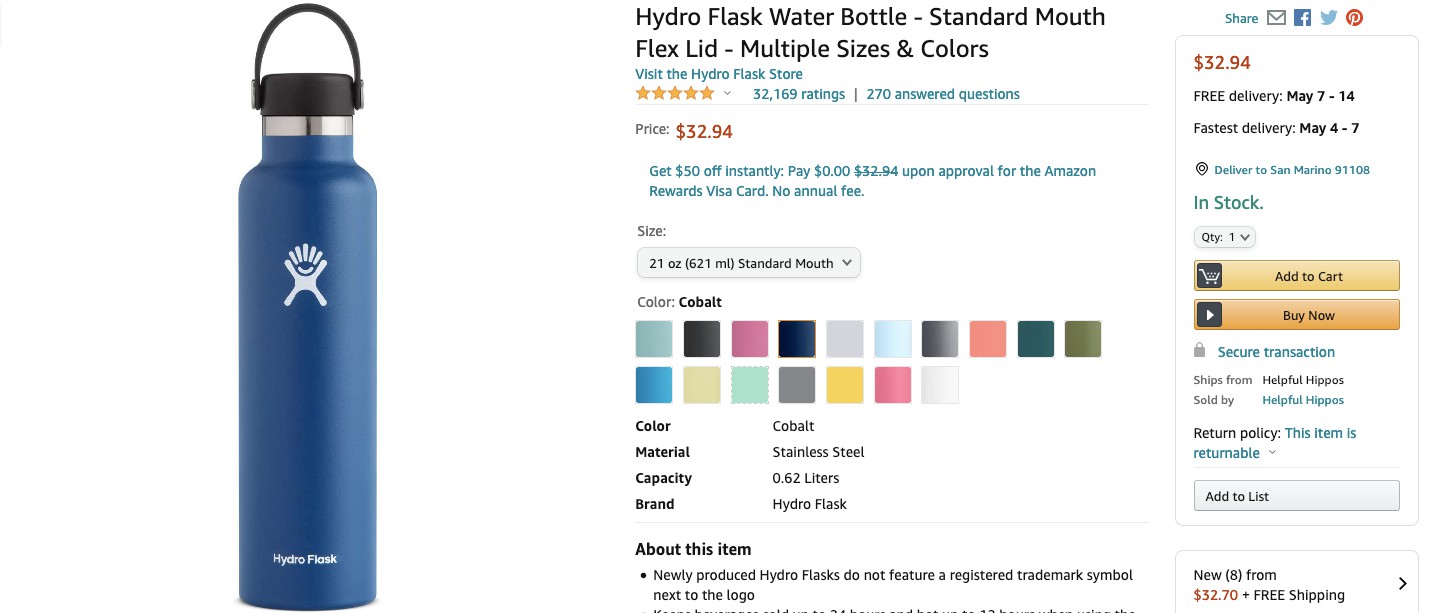 Hydro Flask
Hydro Flask Water Bottle - Standard Mouth
Flex Lid - Multiple Sizes & Colors
Visit the Hydro Flask Store
32,169 ratings | 270 answered questions
Price: $32.94
Get $50 off instantly: Pay $0.00 $32.94 upon approval for the Amazon
Rewards Visa Card. No annual fee.
Size:
21 oz (621 ml) Standard Mouth
Color: Cobalt
Color Cobalt
Material Stainless Steel
Capacity 0.62 Liters
Brand Hydro Flask
About this item
• Newly produced Hydro Flasks do not feature a registered trademark symbol
next to the logo
Share
$32.94
FREE delivery: May 7 - 14
Fastest delivery: May 4 - 7
Deliver to San Marino 91108
In Stock.
Qty: 1
Add to Cart
Buy Now
Secure transaction
Ships from Helpful Hippos
Sold by Helpful Hippos
Return policy: This item is
returnable
Add to List
New (8) from
$32.70 + FREE Shipping